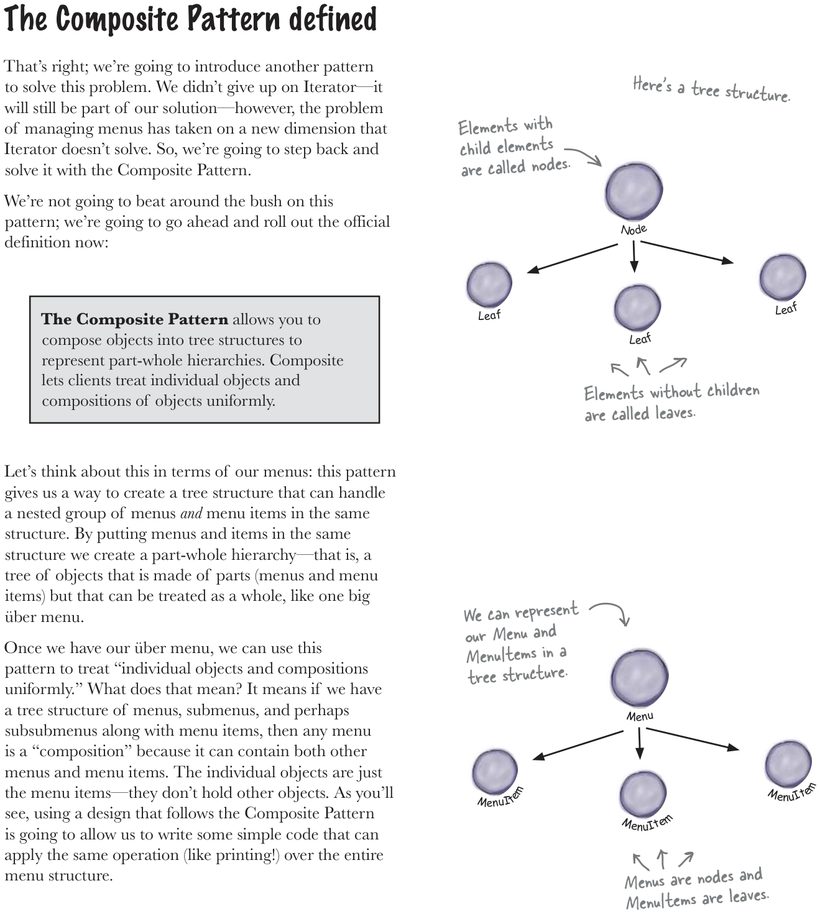 The Composite Pattern defined
That's right; we're going to introduce another pattern
to solve this problem. We didn't give up on Iterator—it
will still be part of our solution—however, the problem
of managing menus has taken on a new dimension that
Iterator doesn't solve. So, we're going to step back and
solve it with the Composite Pattern.
We're not going to beat around the bush on this
pattern; we're going to go ahead and roll out the official
definition now:
The Composite Pattern allows you to
compose objects into tree structures to
represent part-whole hierarchies. Composite
lets clients treat individual objects and
compositions of objects uniformly.
Let's think about this in terms of our menus: this pattern
gives us a way to create a tree structure that can handle
a nested group of menus and menu items in the same
structure. By putting menus and items in the same
structure we create a part-whole hierarchy—that is, a
tree of objects that is made of parts (menus and menu
items) but that can be treated as a whole, like one big
über menu.
Once we have our über menu, we can use this
pattern to treat “individual objects and compositions
uniformly.” What does that mean? It means if we have
a tree structure of menus, submenus, and perhaps
subsubmenus along with menu items, then any menu
is a “composition” because it can contain both other
menus and menu items. The individual objects are just
the menu items—they don't hold other objects. As you'll
see, using a design that follows the Composite Pattern
is going to allow us to write some simple code that can
apply the same operation (like printing!) over the entire
menu structure.
Here's a tree structure.
Elements with
child elements
are called nodes.
Node
Leaf
Leaf
Leaf
Elements without children
are called leaves.
We can represent
our Menu and
MenuItems in a
tree structure.
Menu
MenuItem
MenuItem
MenuItem
Menus are nodes and
MenuItems are leaves.